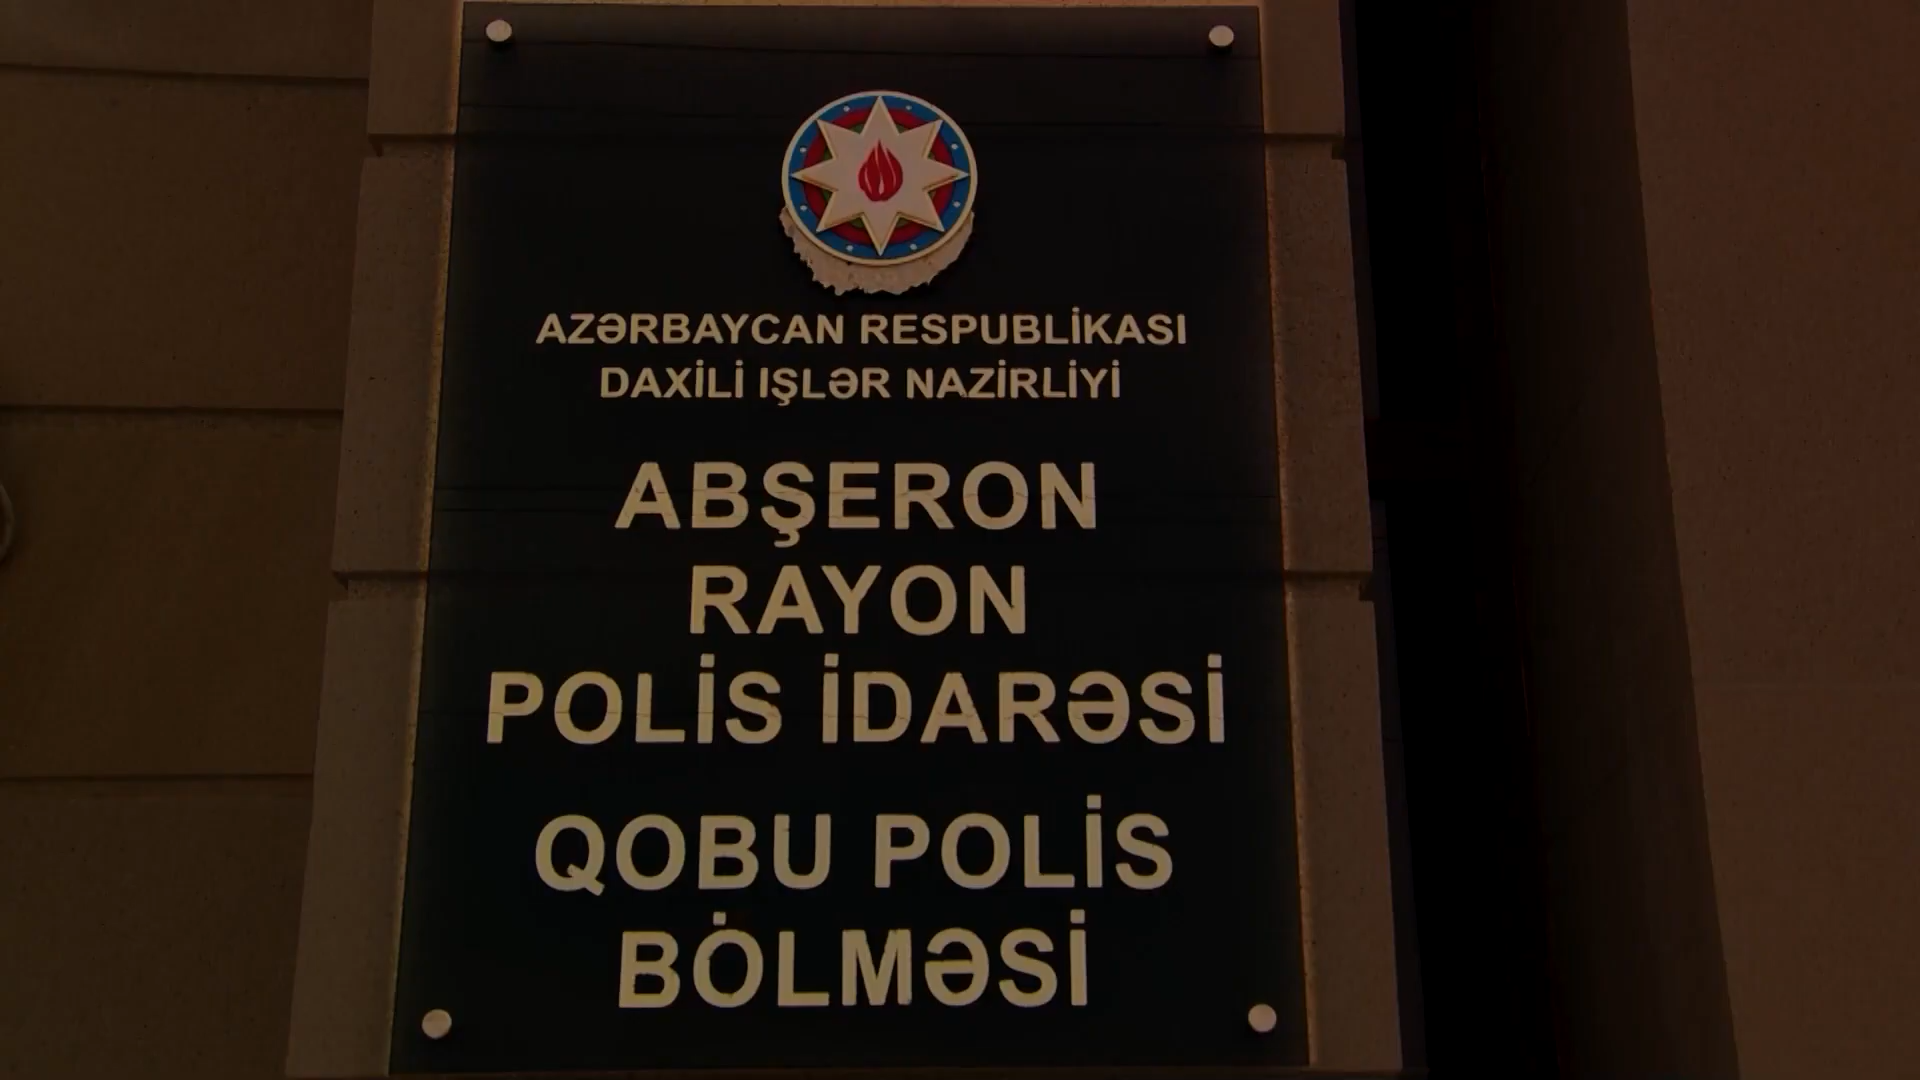 AZƏRBAYCAN RESPUBLİKASI
DAXİLİ IŞLƏR NAZİRLİYİ
ABŞERON
RAYON
POLİS İDARƏSİ
QOBU POLİS
BÖLMƏSİ